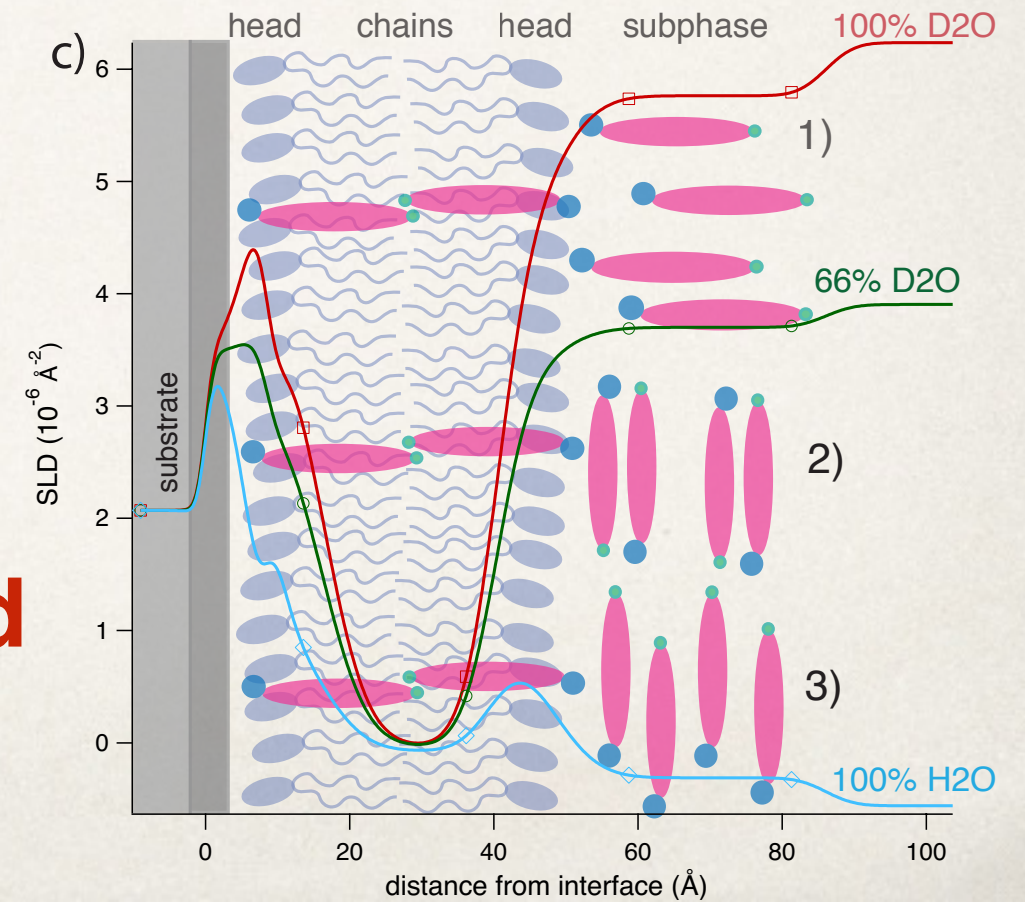 head chains head subphase
c)
100% D2O
6
1)
5
4
66% D2O
SLD (10-6 Å-2)
3
substrate
2)
2
d
1
3)
0
100% H2O
0 20 40 60 80 100
distance from interface (Å)